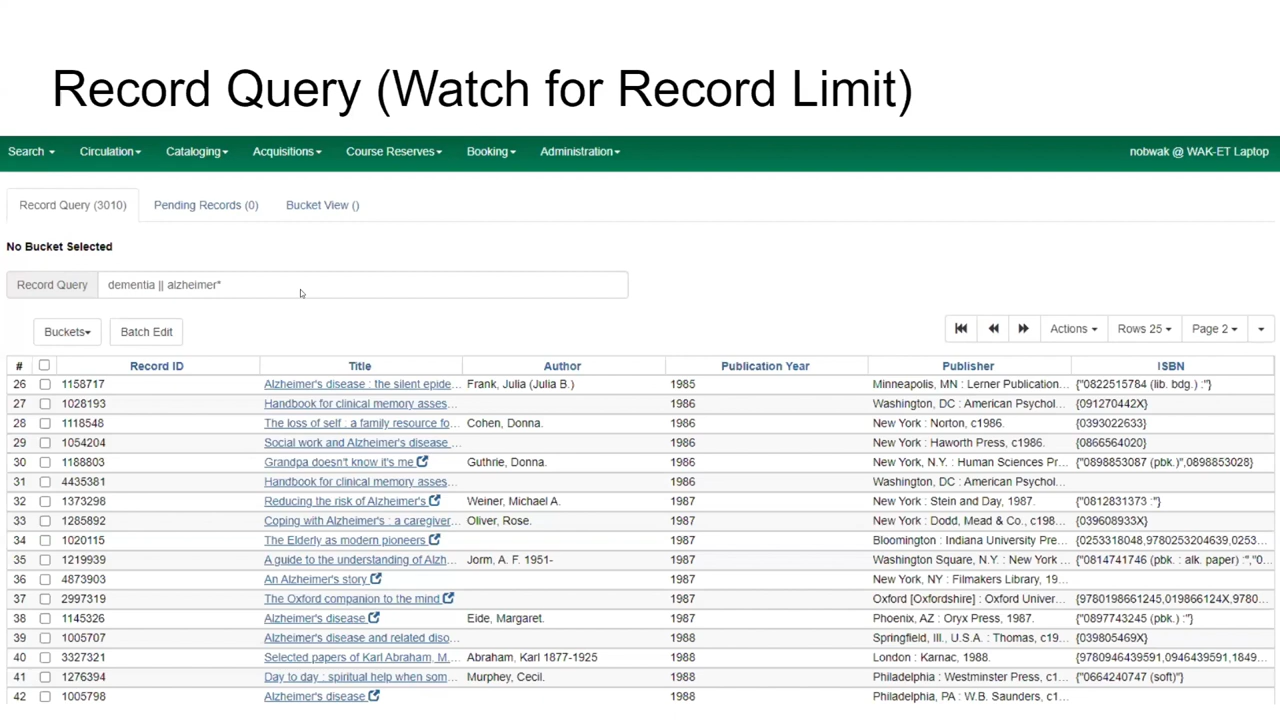 Record Query (Watch for Record Limit)
Search Circulation Cataloging Acquisitions Course Reserves Booking Administration nobwak @ WAK-ET Laptop
Record Query (3010) Pending Records (0) Bucket View ()
No Bucket Selected
Record Query dementia || alzheimer*
Buckets Batch Edit Actions Rows 25 Page 2
# Record ID Title Author Publication Year Publisher ISBN
26 1158717 Alzheimer's disease : the silent epide... Frank, Julia (Julia B.) 1985 Minneapolis, MN : Lerner Publication... {"0822515784 (lib. bdg.) :"}
27 1028193 Handbook for clinical memory asses... 1986 Washington, DC : American Psychol... {091270442X}
28 1118548 The loss of self : a family resource fo... Cohen, Donna. 1986 New York : Norton, c1986. {0393022633}
29 1054204 Social work and Alzheimer's disease ... 1986 New York : Haworth Press, c1986. {0866564020}
30 1188803 Grandpa doesn't know it's me Guthrie, Donna. 1986 New York, N.Y. : Human Sciences Pr... {"0898853087 (pbk.)",0898853028}
31 4435381 Handbook for clinical memory asses... 1986 Washington, DC : American Psychol...
32 1373298 Reducing the risk of Alzheimer's Weiner, Michael A. 1987 New York : Stein and Day, 1987. {"0812831373 :"}
33 1285892 Coping with Alzheimer's : a caregiver... Oliver, Rose. 1987 New York : Dodd, Mead & Co., c198... {039608933X}
34 1020115 The Elderly as modern pioneers 1987 Bloomington : Indiana University Pre... {0253318048,9780253204639,0253...
35 1219939 A guide to the understanding of Alzh... Jorm, A. F. 1951- 1987 Washington Square, N.Y. : New York ... {"0814741746 (pbk. : alk. paper) :","0...
36 4873903 An Alzheimer's story 1987 New York, NY : Filmakers Library, 19...
37 2997319 The Oxford companion to the mind 1987 Oxford [Oxfordshire] : Oxford Univer... {9780198661245,019866124X,9780...
38 1145326 Alzheimer's disease Eide, Margaret. 1987 Phoenix, AZ : Oryx Press, 1987. {"0897743245 (pbk.) :"}
39 1005707 Alzheimer's disease and related diso... 1988 Springfield, Ill., U.S.A. : Thomas, c19... {039805469X}
40 3327321 Selected papers of Karl Abraham, M... Abraham, Karl 1877-1925 1988 London : Karnac, 1988. {9780946439591,0946439591,1849...
41 1276394 Day to day : spiritual help when som... Murphey, Cecil. 1988 Philadelphia : Westminster Press, c1... {"0664240747 (soft)"}
42 1005798 Alzheimer's disease 1988 Philadelphia, PA : W.B. Saunders, c1...